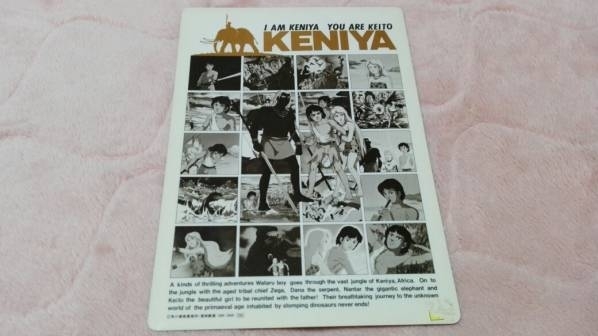 I AM KENIYA YOU ARE KEITO
KENIYA
A kinds of thrilling adventures Wataru boy goes through the vast jungle of Keniya, Africa. On to
the jungle with the aged tribal chief Zega, Dana the serpent, Nantar the gigantic elephant and
Keito the beautiful girl to be reunited with the father! Their breathtaking journey to the unknown
world of the primaeval age inhabited by stomping dinosaurs never ends!